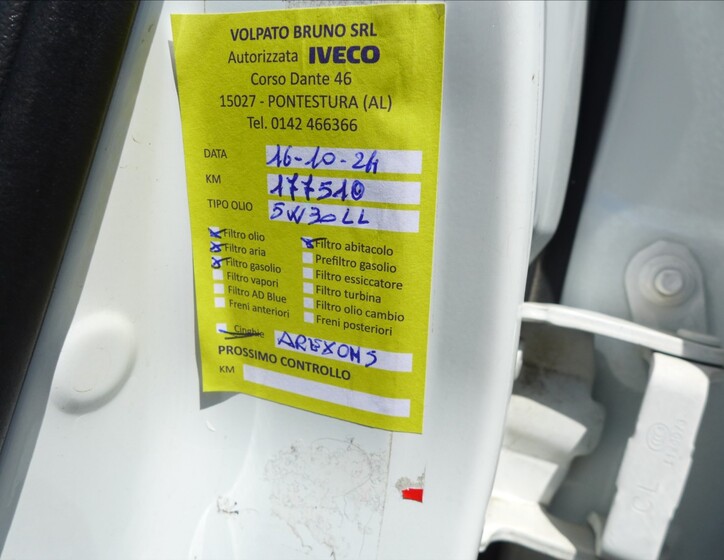 VOLPATO BRUNO SRL
Autorizzata IVECO
Corso Dante 46
15027 - PONTESTURA (AL)
Tel. 0142 466366
DATA 16-10-24
KM 177510
TIPO OLIO 5W30LL
Filtro olio
Filtro aria
Filtro gasolio
Filtro vapori
Filtro AD Blue
Freni anteriori
Filtro abitacolo
Prefiltro gasolio
Filtro essiccatore
Filtro turbina
Filtro olio cambio
Freni posteriori
Cinghie AREXONS
PROSSIMO CONTROLLO
KM
CL